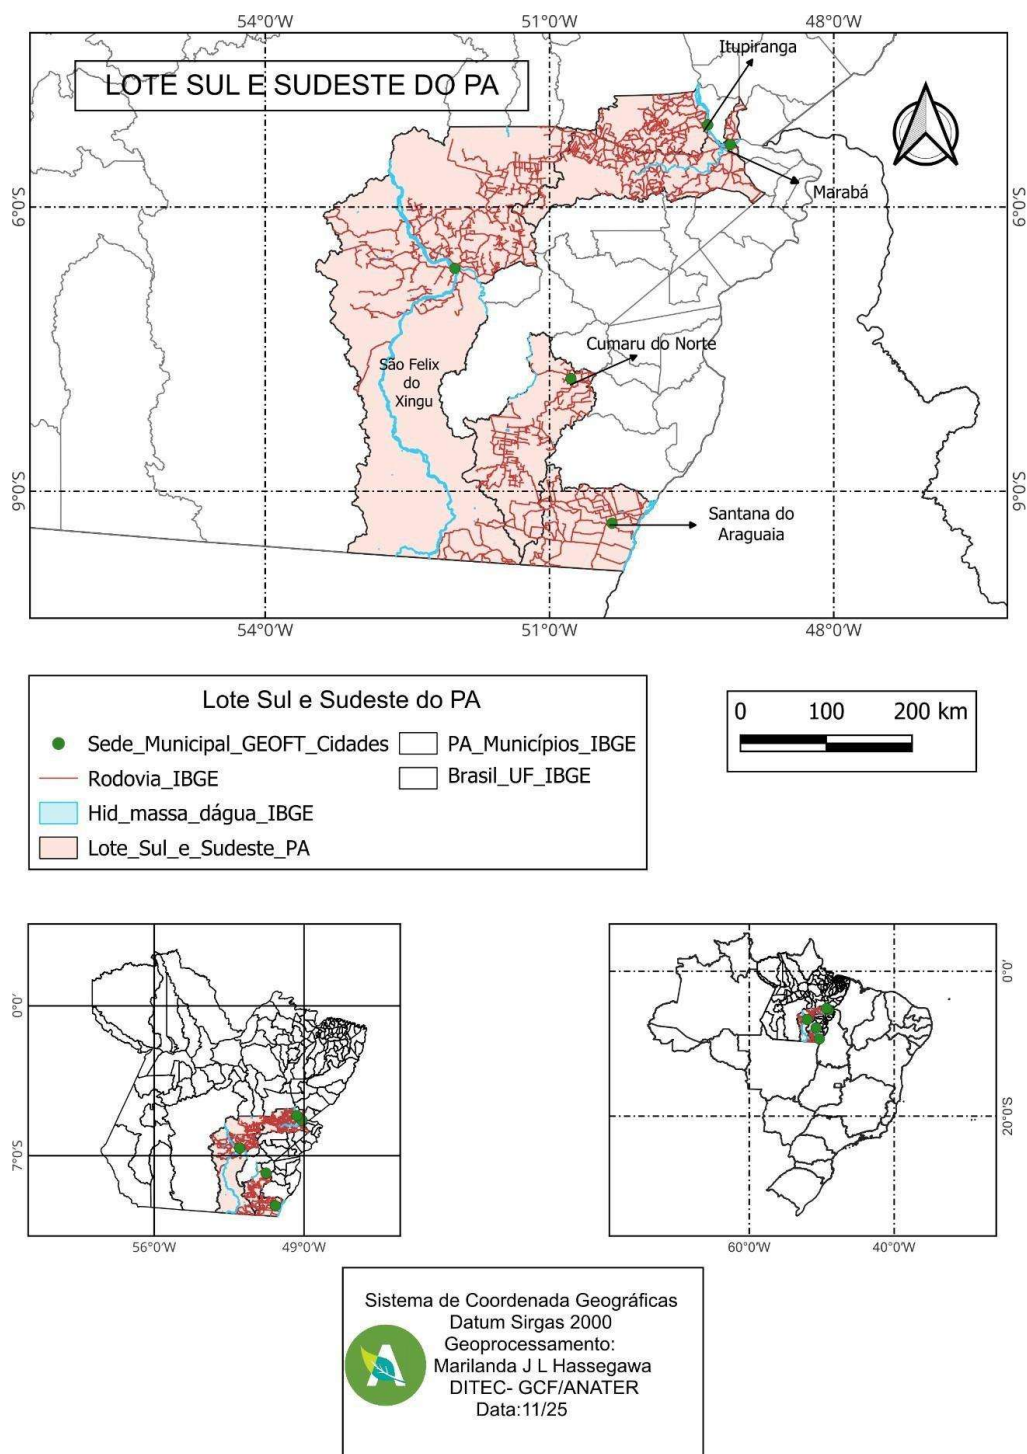 54°0'W 51°0'W 48°0'W
Itupiranga
LOTE SUL E SUDESTE DO PA
Marabá
6°0'S 6°0'S
Cumaru do Norte
São Felix
do
Xingu
9°0'S 9°0'S
Santana do
Araguaia
54°0'W 51°0'W 48°0'W
Lote Sul e Sudeste do PA
Sede_Municipal_GEOFT_Cidades
Rodovia_IBGE
Hid_massa_dágua_IBGE
Lote_Sul_e_Sudeste_PA
PA_Municípios_IBGE
Brasil_UF_IBGE
0 100 200 km
0°0'
7°0'S
56°0'W 49°0'W
0°0'
20°0'S
60°0'W 40°0'W
Sistema de Coordenada Geográficas
Datum Sirgas 2000
Geoprocessamento:
Marilanda J L Hassegawa
DITEC- GCF/ANATER
Data:11/25
A